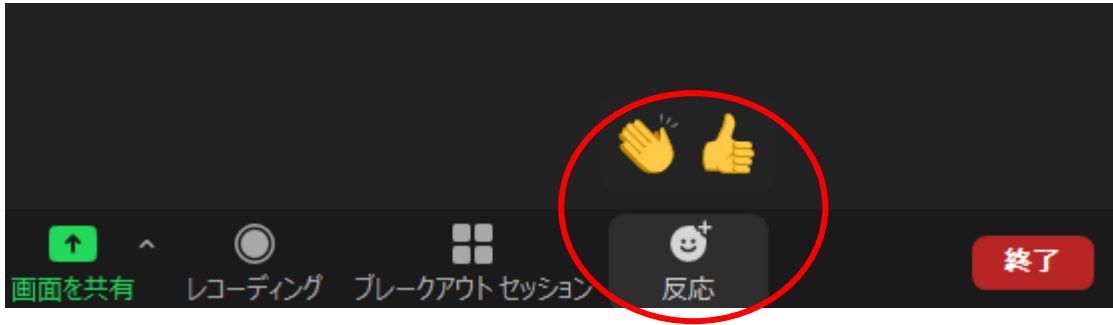 画面を共有
レコーディング
ブレークアウト セッション
反応
終了